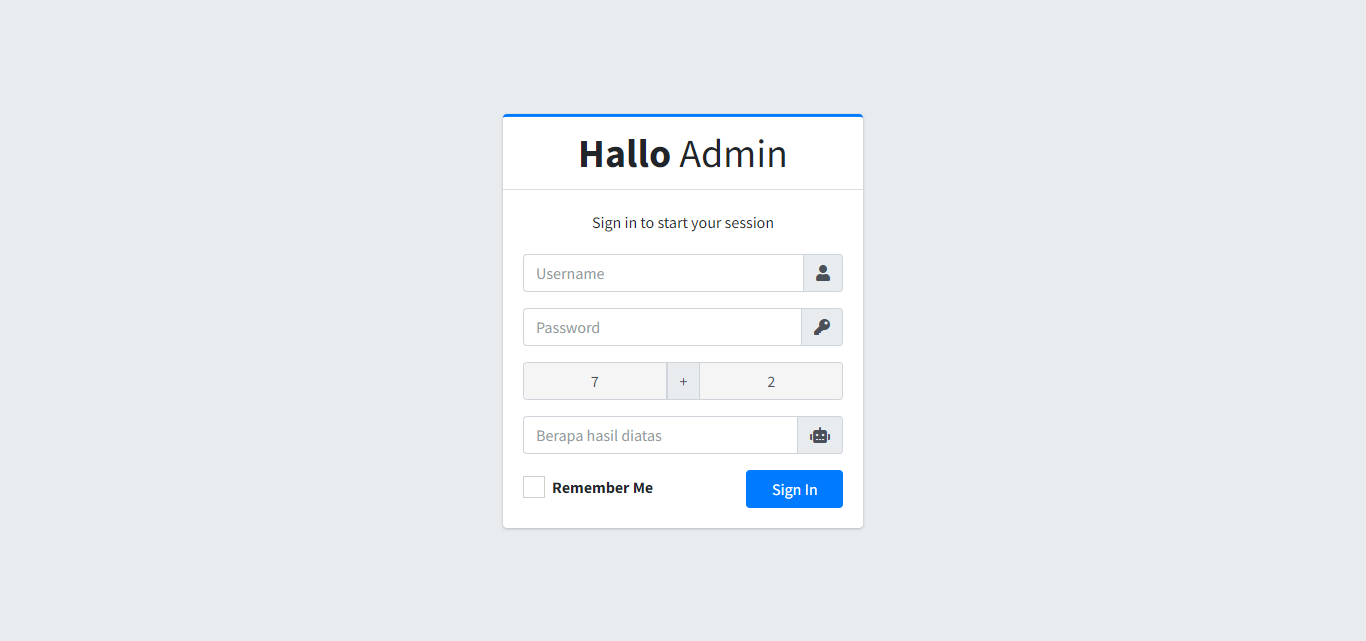 Hallo Admin
Sign in to start your session
Username
Password
7 + 2
Berapa hasil diatas
Remember Me
Sign In